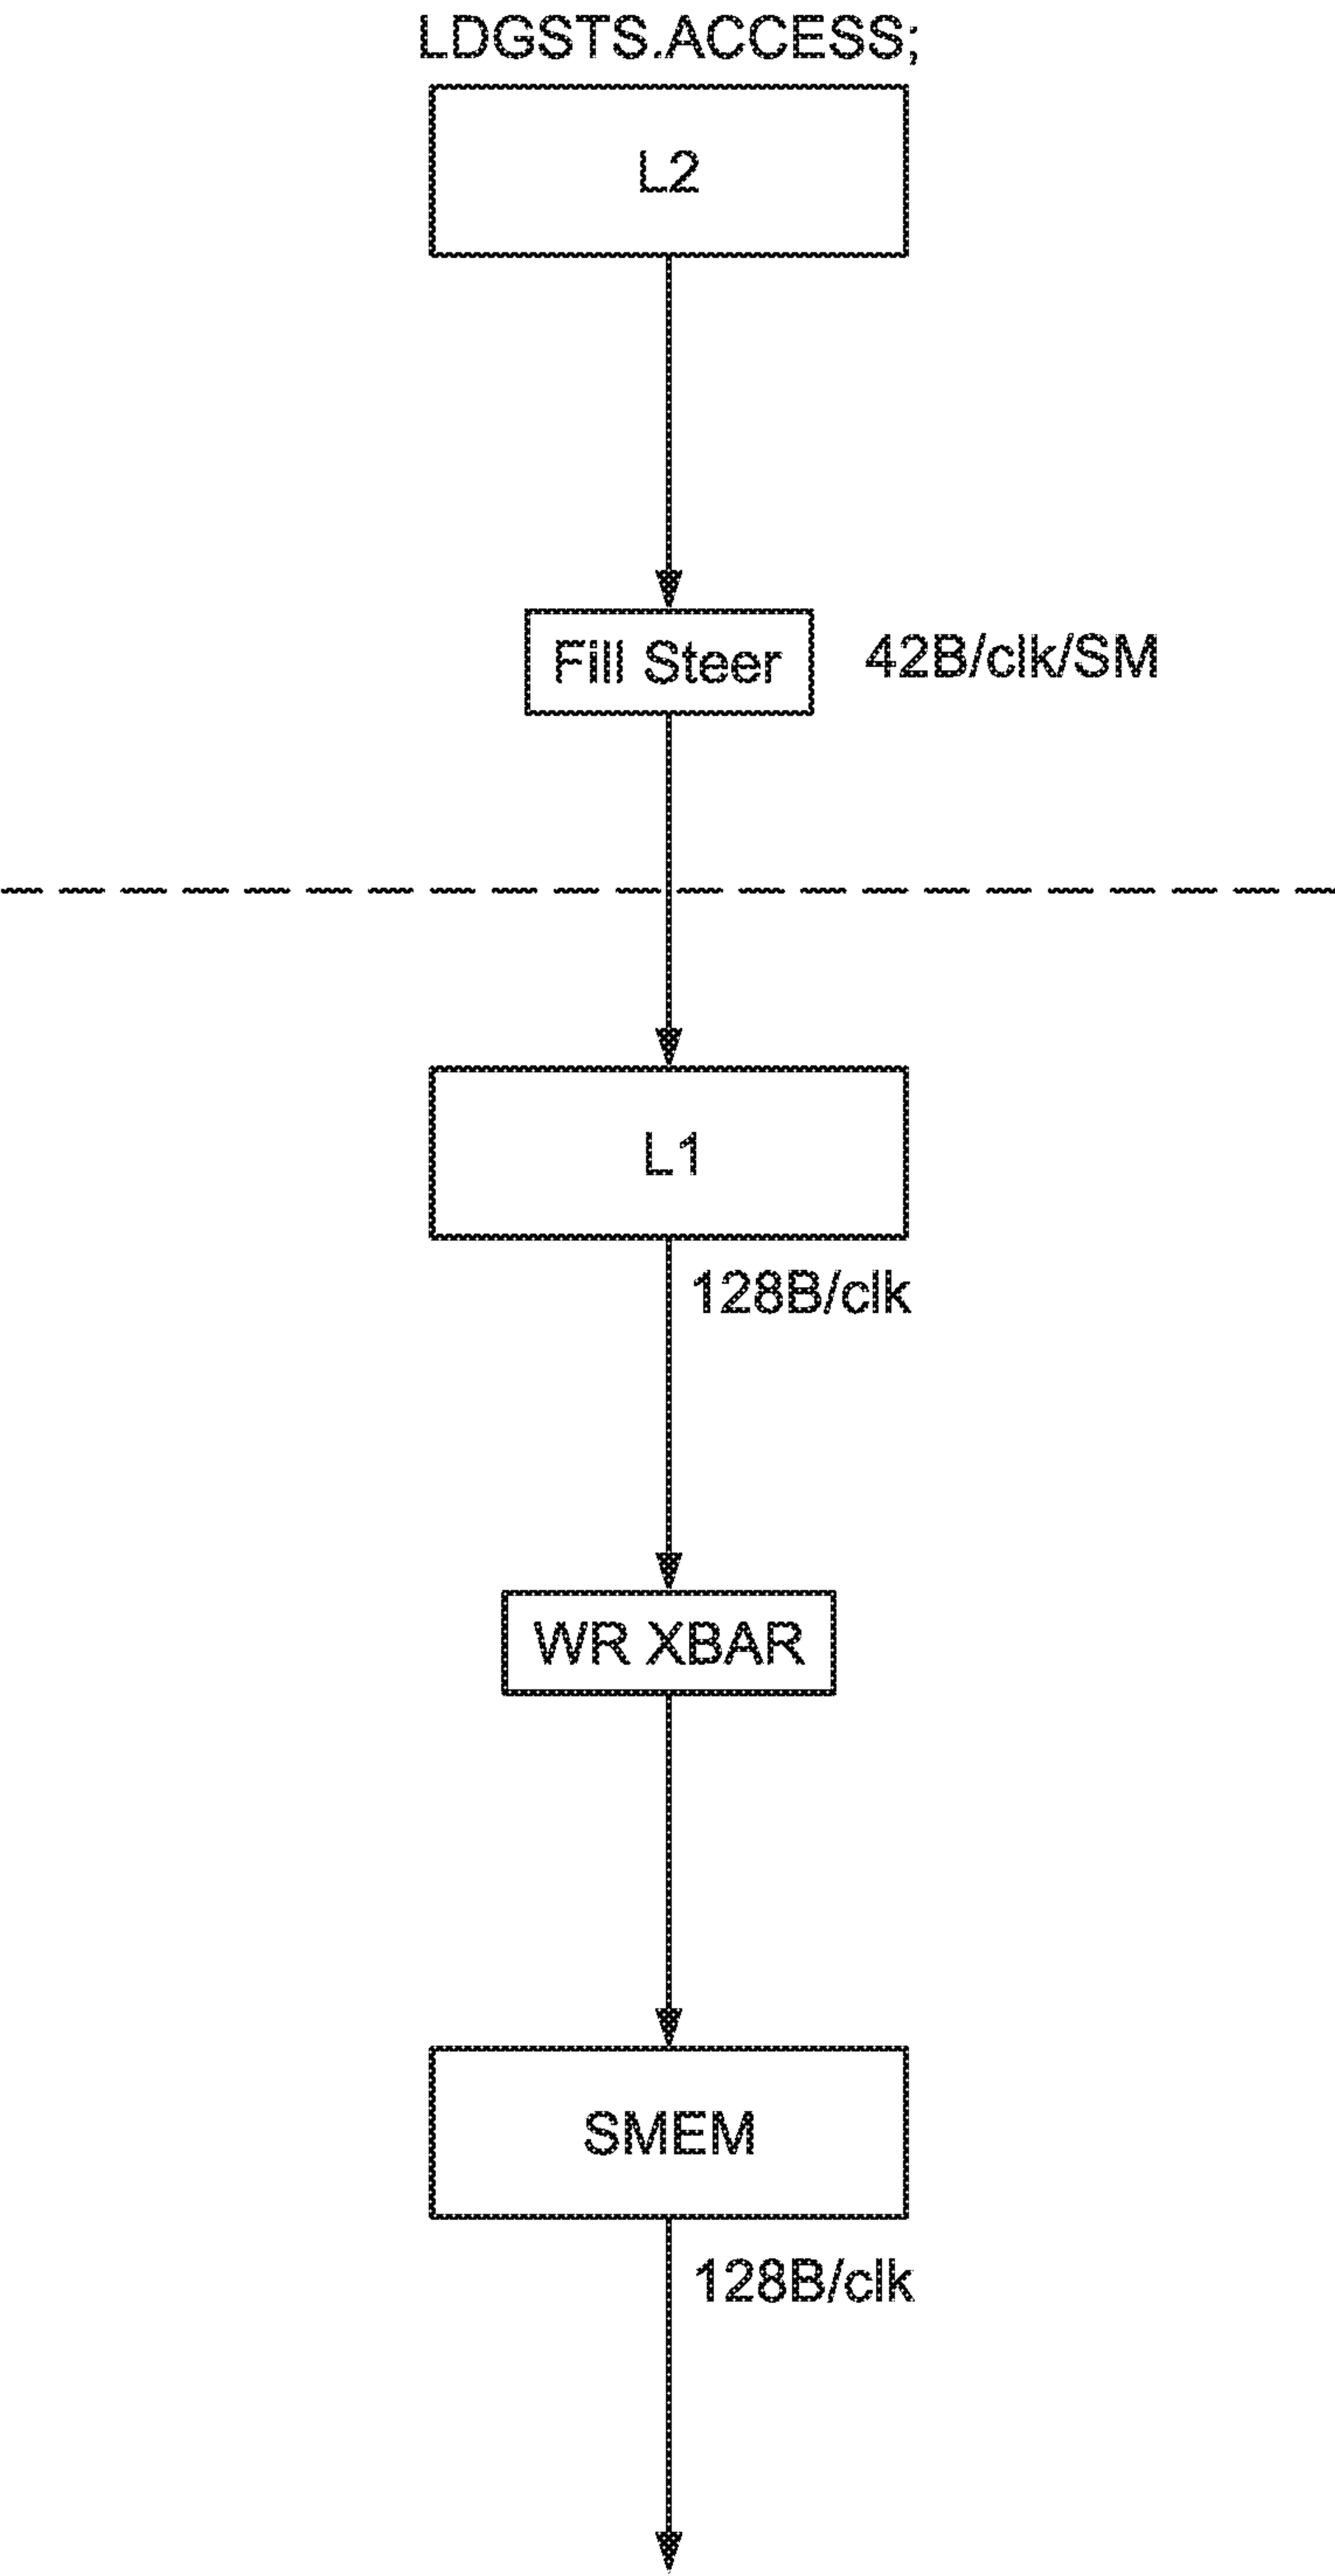 LDGSTS.ACCESS;
L2
Fill Steer
42B/clk/SM
L1
128B/clk
WR XBAR
SMEM
128B/clk